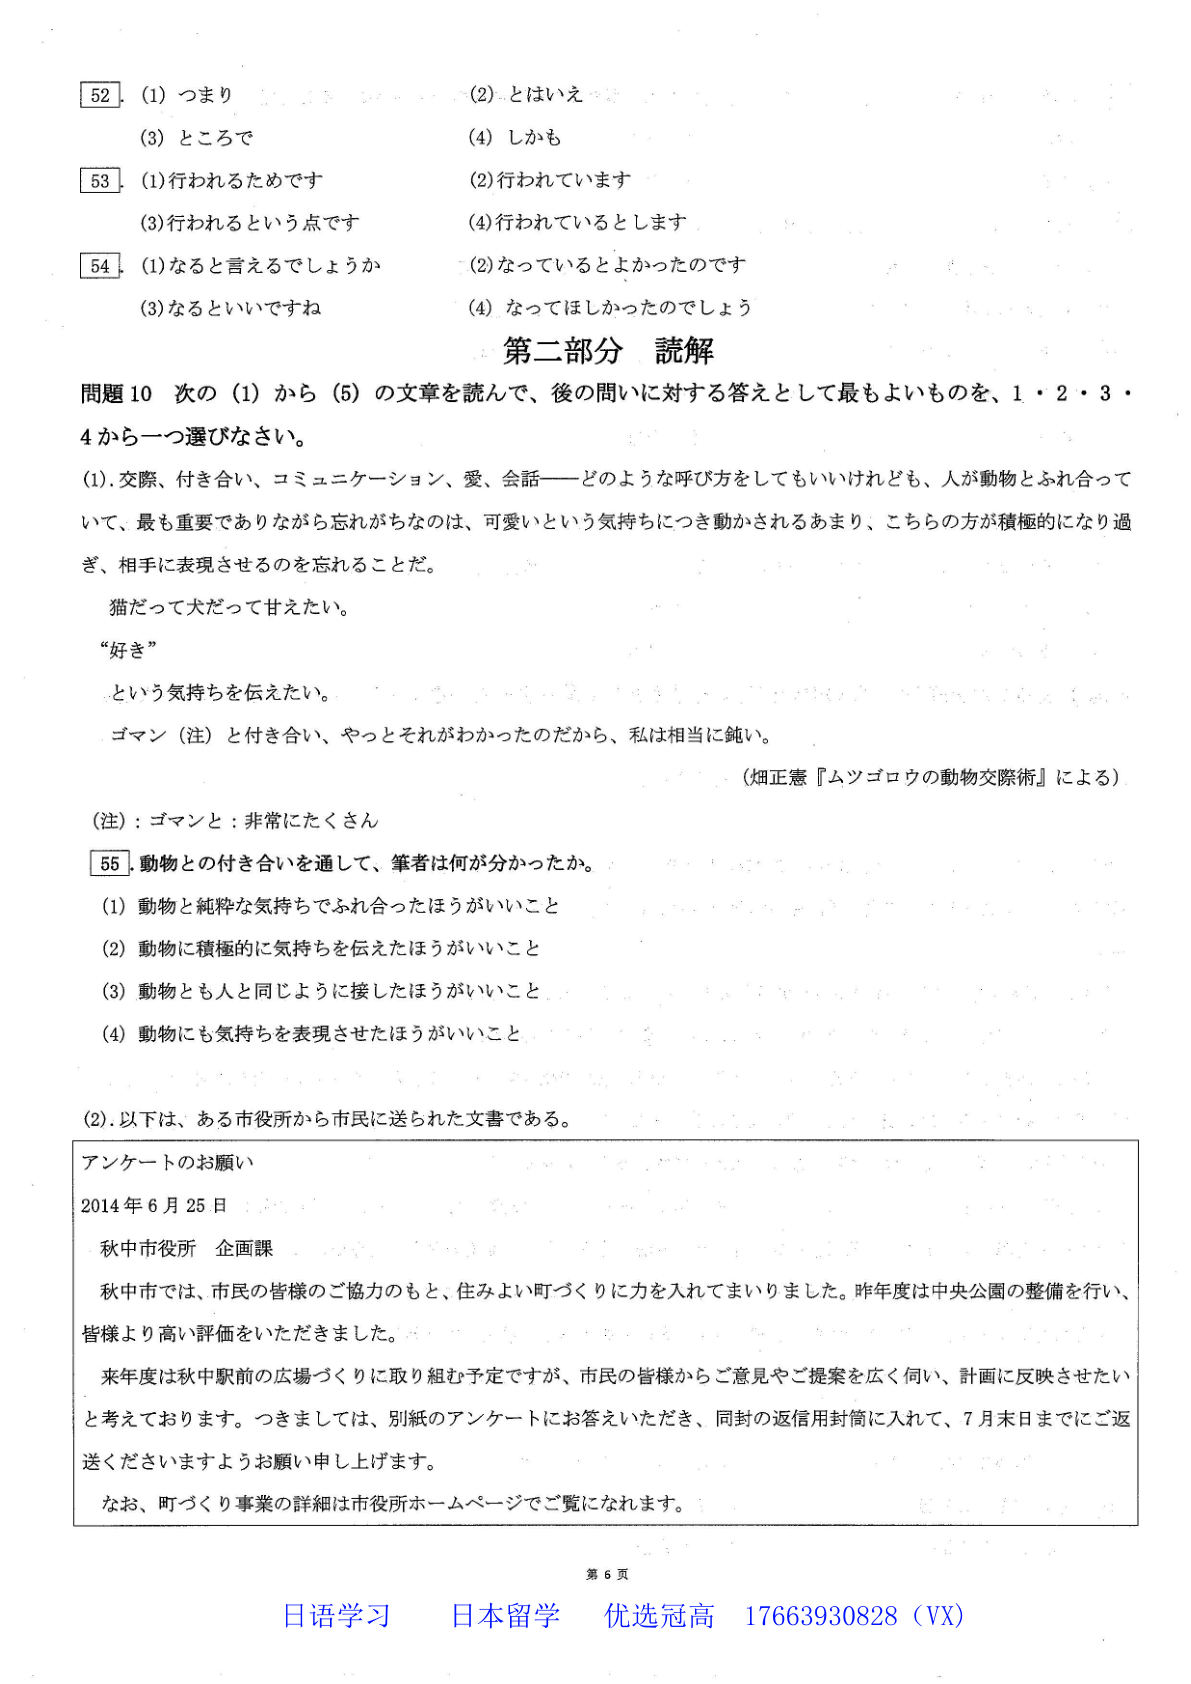 52. (1) つまり (2) とはいえ
(3) ところで (4) しかも
53. (1)行われるためです (2)行われています
(3)行われるという点です (4)行われているとします
54. (1)なると言えるでしょうか (2)なっているとよかったのです
(3)なるといいですね (4) なってほしかったのでしょう
第二部分 読解
問題10 次の（1）から（5）の文章を読んで、後の問いに対する答えとして最もよいものを、1・2・3・
4から一つ選びなさい。
(1).交際、付き合い、コミュニケーション、愛、会話――どのような呼び方をしてもいいけれども、人が動物とふれ合って
いて、最も重要でありながら忘れがちなのは、可愛いという気持ちにつき動かされるあまり、こちらの方が積極的になり過
ぎ、相手に表現させるのを忘れることだ。
猫だって犬だって甘えたい。
“好き”
という気持ちを伝えたい。
ゴマン（注）と付き合い、やっとそれがわかったのだから、私は相当に鈍い。
（畑正憲『ムツゴロウの動物交際術』による）
（注）：ゴマンと：非常にたくさん
55.動物との付き合いを通して、筆者は何が分かったか。
(1) 動物と純粋な気持ちでふれ合ったほうがいいこと
(2) 動物に積極的に気持ちを伝えたほうがいいこと
(3) 動物とも人と同じように接したほうがいいこと
(4) 動物にも気持ちを表現させたほうがいいこと
(2).以下は、ある市役所から市民に送られた文書である。
アンケートのお願い
2014年6月25日
秋中市役所 企画課
秋中市では、市民の皆様のご協力のもと、住みよい町づくりに力を入れてまいりました。昨年度は中央公園の整備を行い、
皆様より高い評価をいただきました。
来年度は秋中駅前の広場づくりに取り組む予定ですが、市民の皆様からご意見やご提案を広く伺い、計画に反映させたい
と考えております。つきましては、別紙のアンケートにお答えいただき、同封の返信用封筒に入れて、7月末日までにご返
送くださいますようお願い申し上げます。
なお、町づくり事業の詳細は市役所ホームページでご覧になれます。
第 6 页
日语学习 日本留学 优选冠高 17663930828（VX）